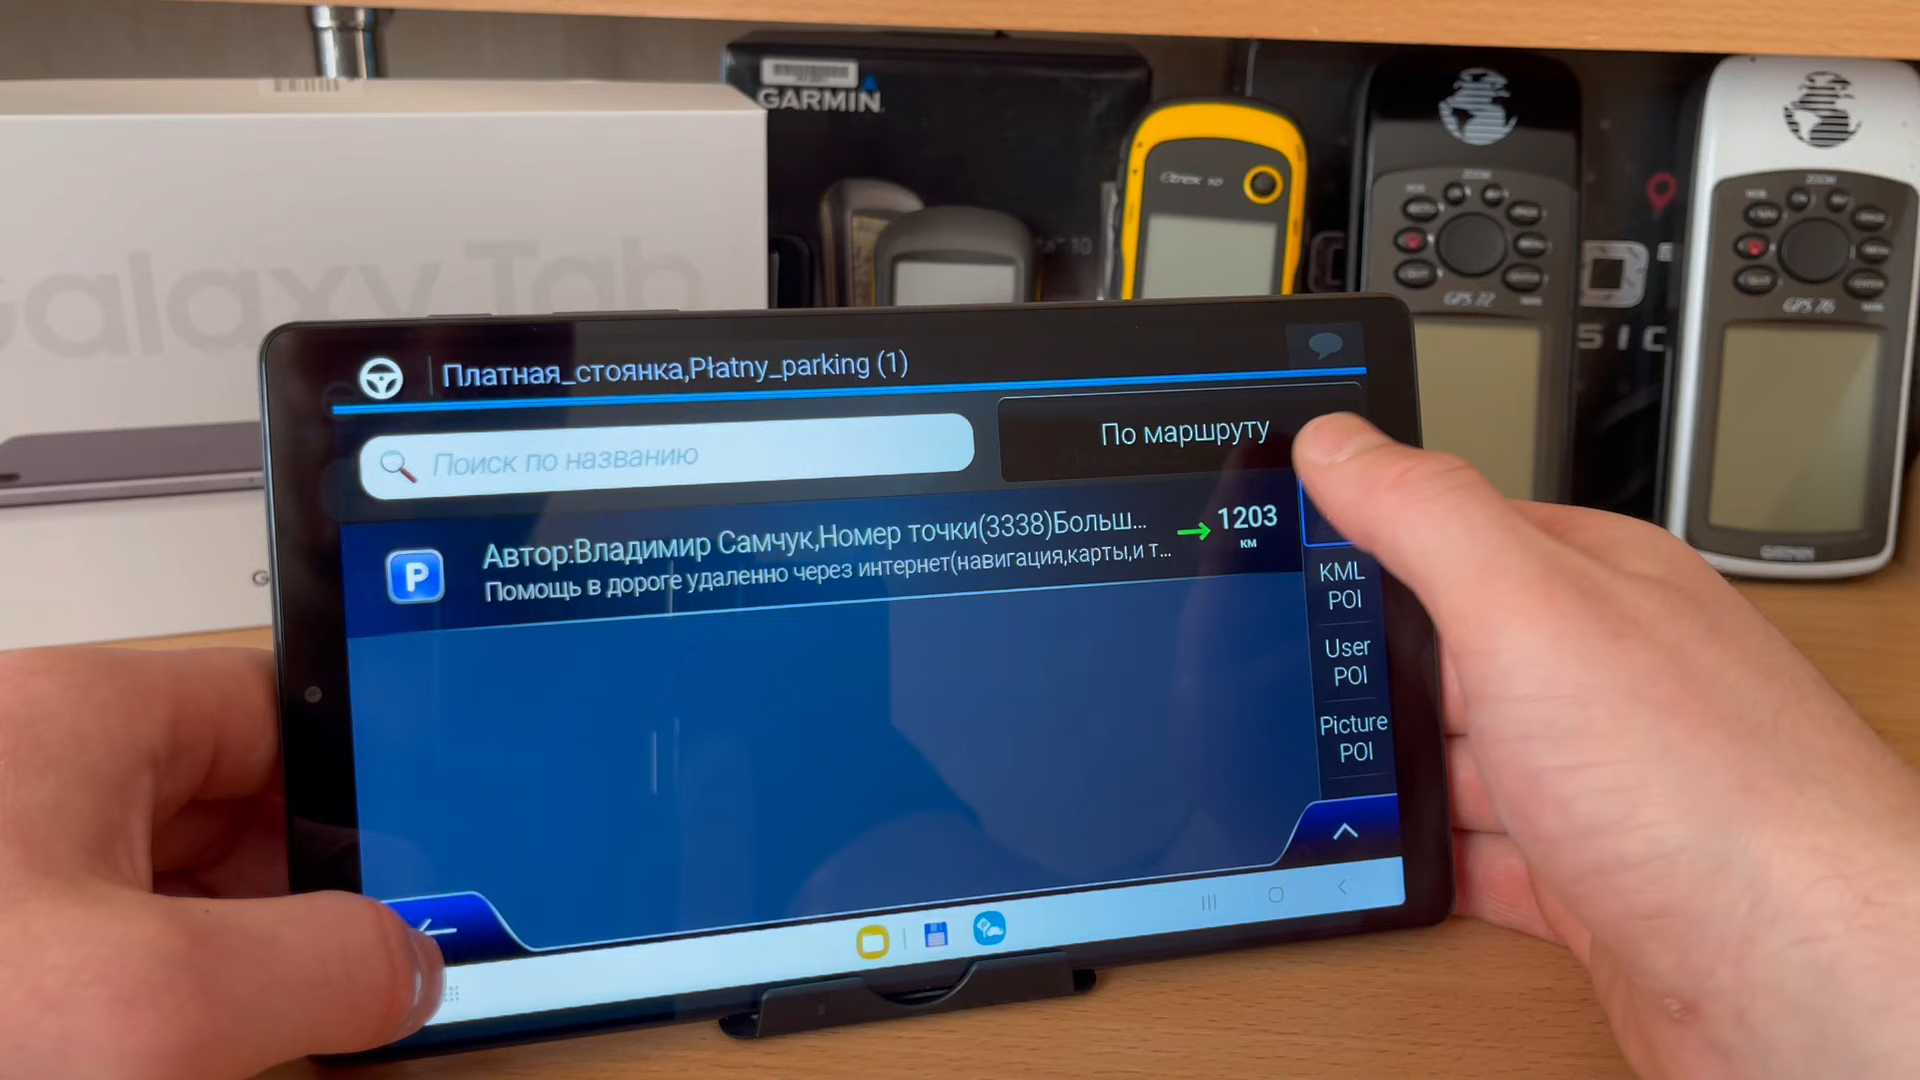 GARMIN
Galaxy Tab
etrex 10
GPS 72
GPS 76
Платная_стоянка,Płatny_parking (1)
Поиск по названию
По маршруту
Автор:Владимир Самчук,Номер точки(3338)Больш...
Помощь в дороге удаленно через интернет(навигация,карты,и т...
1203
км
KML
POI
User
POI
Picture
POI